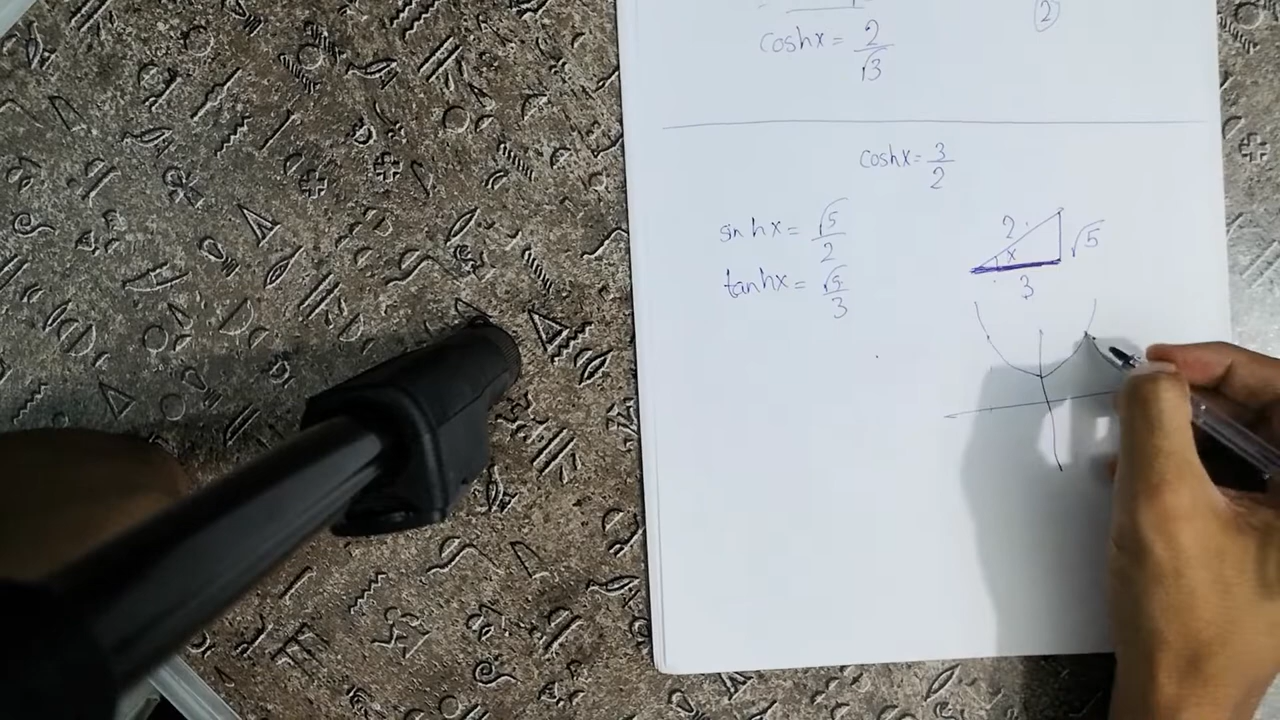 coshx = 2/√3
②
coshx = 3/2
sinhx = √5/2
tanhx = √5/3
2
x
√5
3